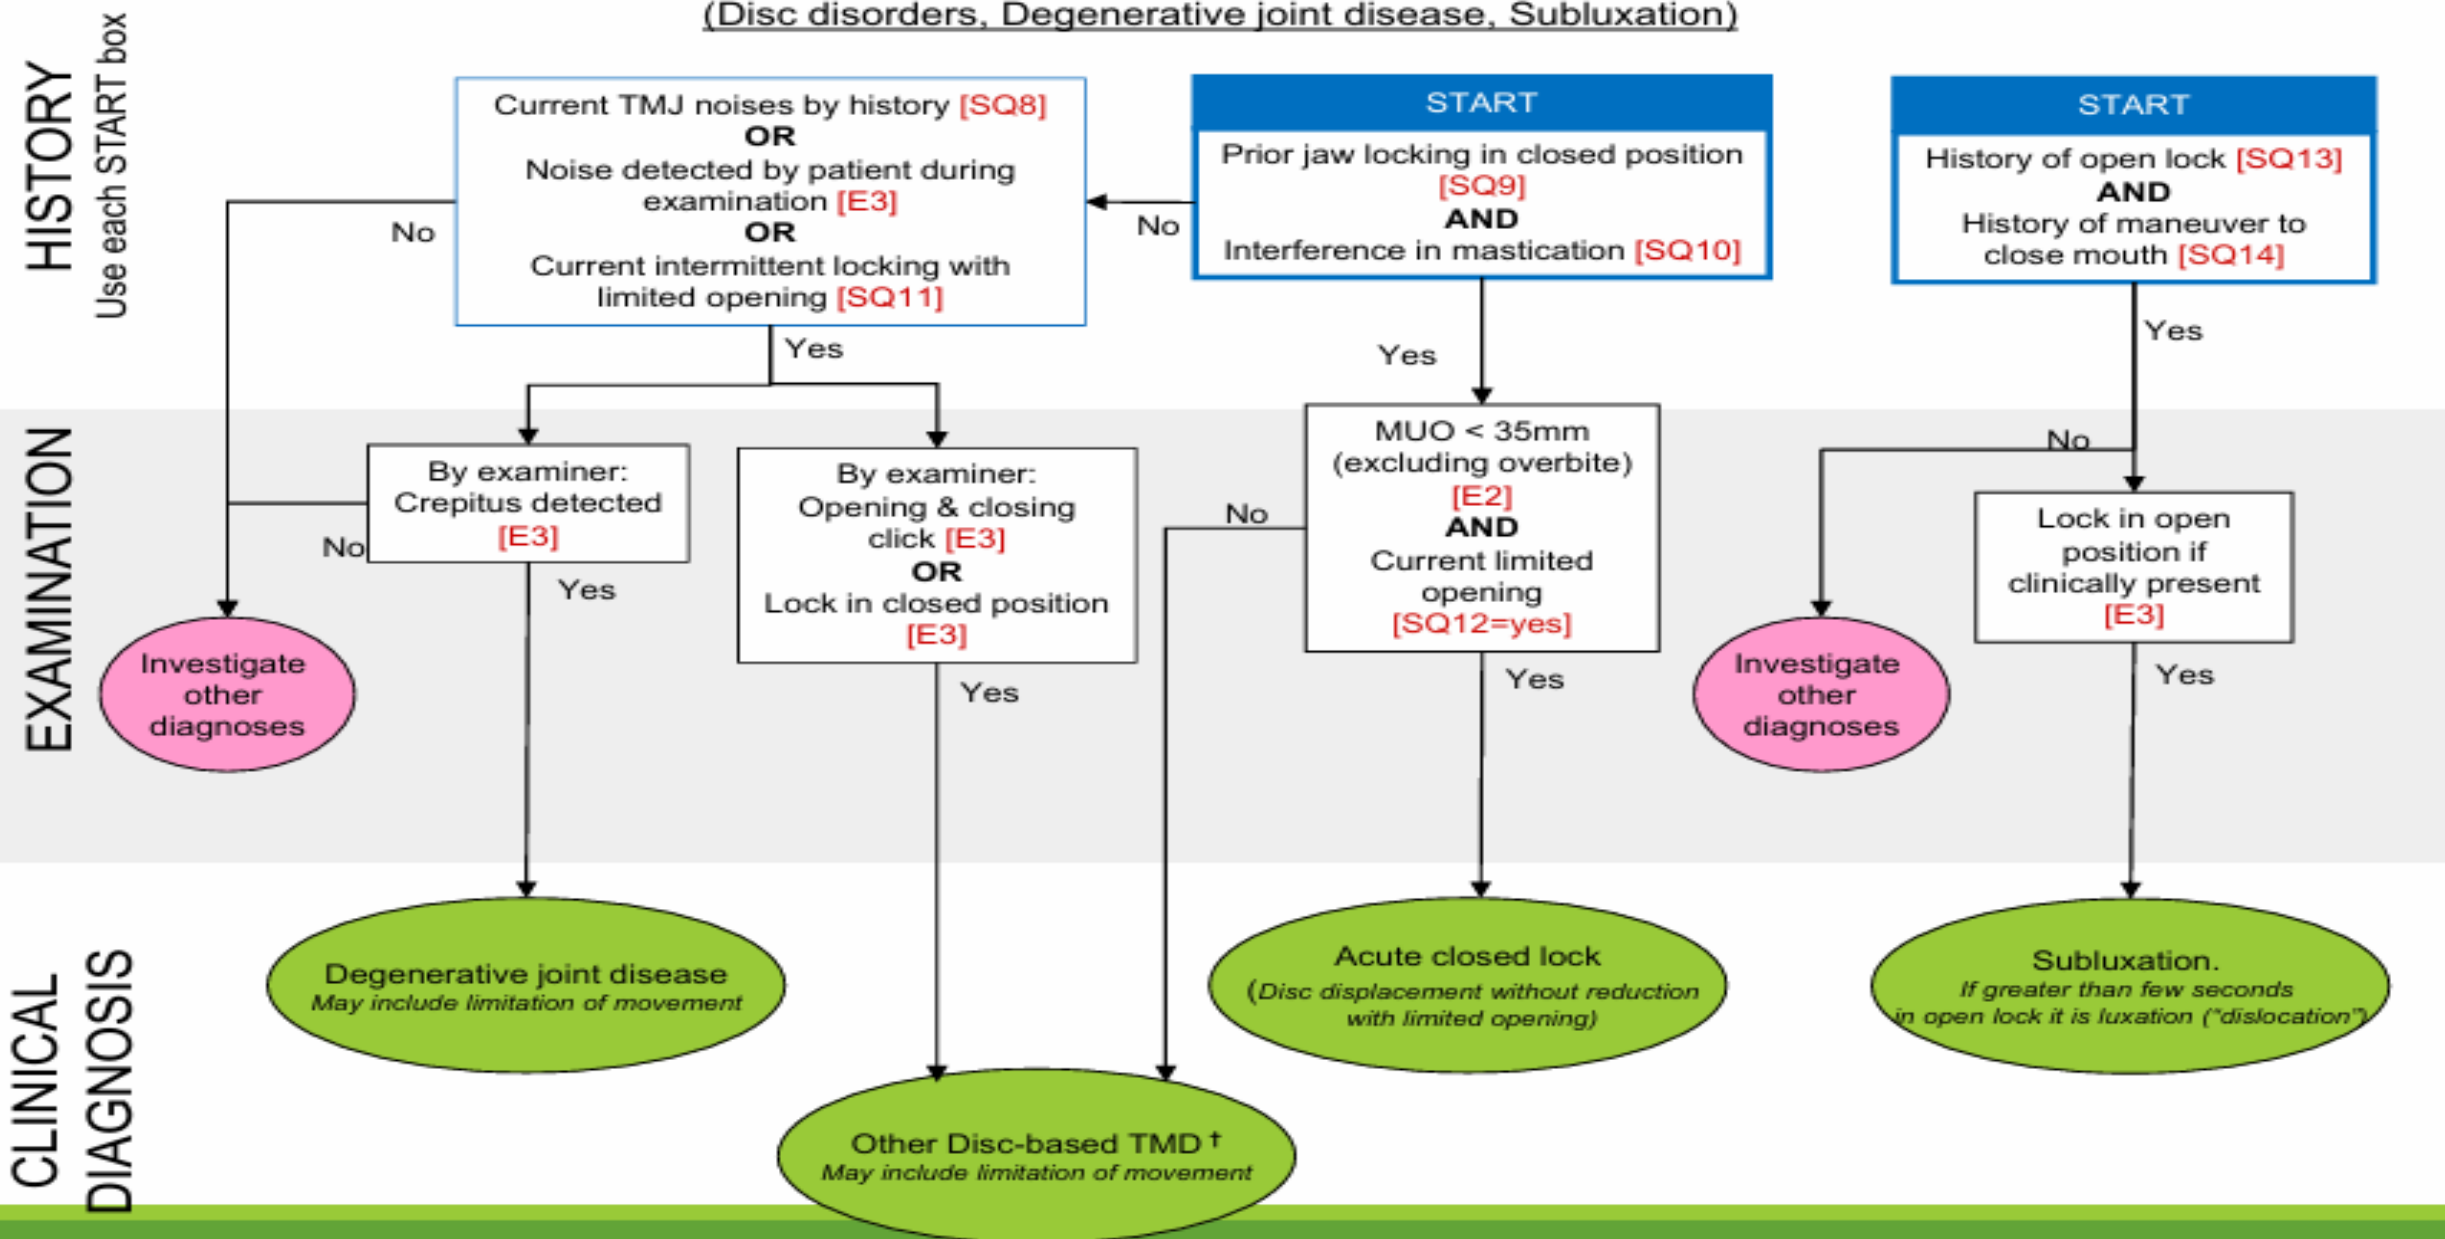 (Disc disorders, Degenerative joint disease, Subluxation)
HISTORY
Use each START box
Current TMJ noises by history [SQ8]
OR
Noise detected by patient during
examination [E3]
OR
Current intermittent locking with
limited opening [SQ11]
No
Yes
START
Prior jaw locking in closed position
[SQ9]
AND
Interference in mastication [SQ10]
No
Yes
START
History of open lock [SQ13]
AND
History of maneuver to
close mouth [SQ14]
Yes
No
EXAMINATION
By examiner:
Crepitus detected
[E3]
No
Yes
By examiner:
Opening & closing
click [E3]
OR
Lock in closed position
[E3]
Yes
MUO < 35mm
(excluding overbite)
[E2]
AND
Current limited
opening
[SQ12=yes]
No
Yes
Lock in open
position if
clinically present
[E3]
Yes
Investigate
other
diagnoses
Investigate
other
diagnoses
CLINICAL
DIAGNOSIS
Degenerative joint disease
May include limitation of movement
Other Disc-based TMD †
May include limitation of movement
Acute closed lock
(Disc displacement without reduction
with limited opening)
Subluxation.
If greater than few seconds
in open lock it is luxation ("dislocation")